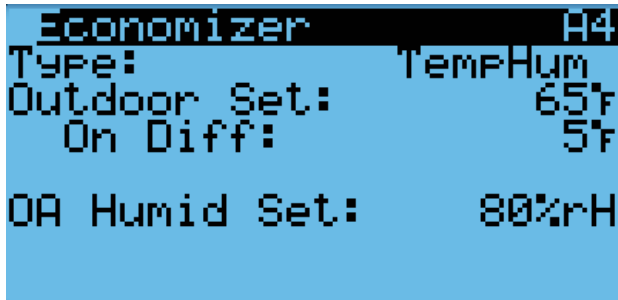 Economizer A4
Type: TempHum
Outdoor Set: 65°F
On Diff: 5°F
OA Humid Set: 80%rH